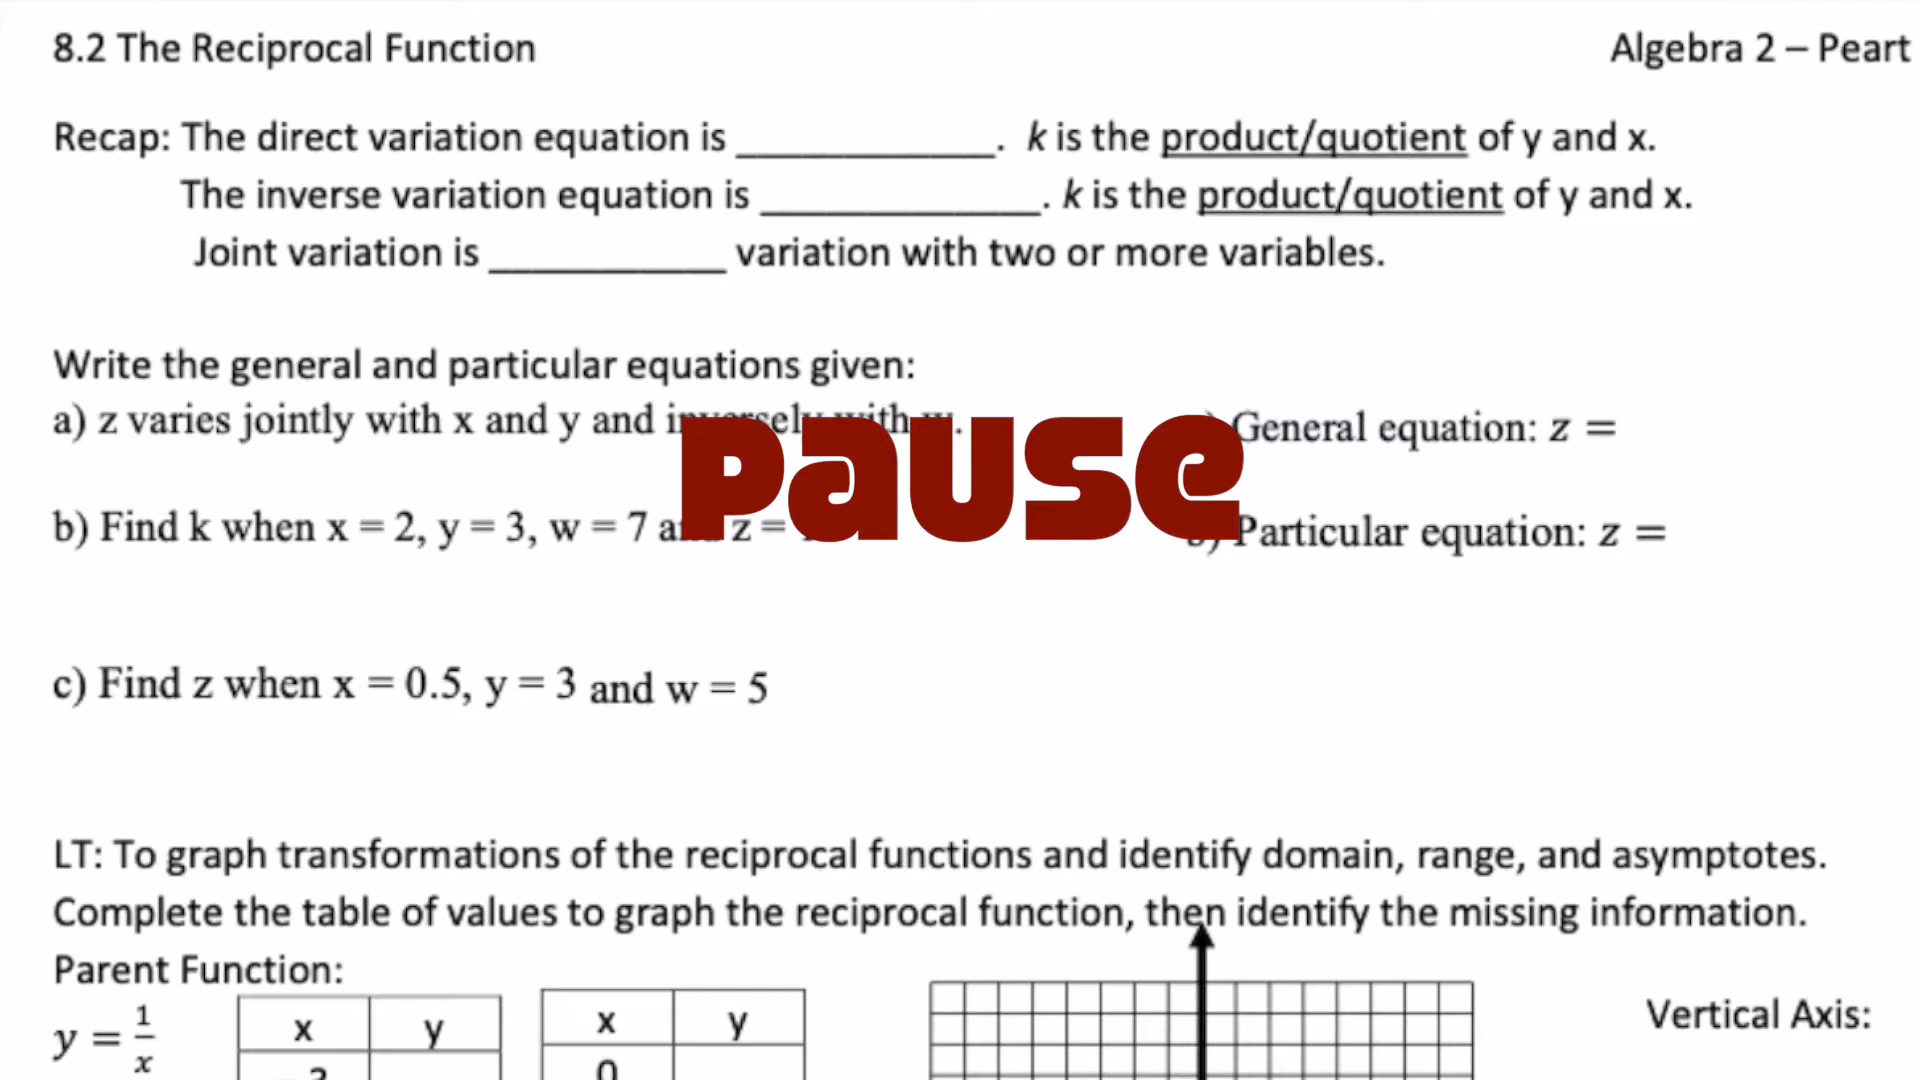 8.2 The Reciprocal Function Algebra 2 – Peart
Recap: The direct variation equation is ____________. k is the product/quotient of y and x.
The inverse variation equation is _____________. k is the product/quotient of y and x.
Joint variation is ___________ variation with two or more variables.
Write the general and particular equations given:
a) z varies jointly with x and y and inversely with w. General equation: z =
PAUSE
b) Find k when x = 2, y = 3, w = 7 z = Particular equation: z =
c) Find z when x = 0.5, y = 3 and w = 5
LT: To graph transformations of the reciprocal functions and identify domain, range, and asymptotes.
Complete the table of values to graph the reciprocal function, then identify the missing information.
Parent Function:
y = 1/x
x y
x y
0
Vertical Axis: